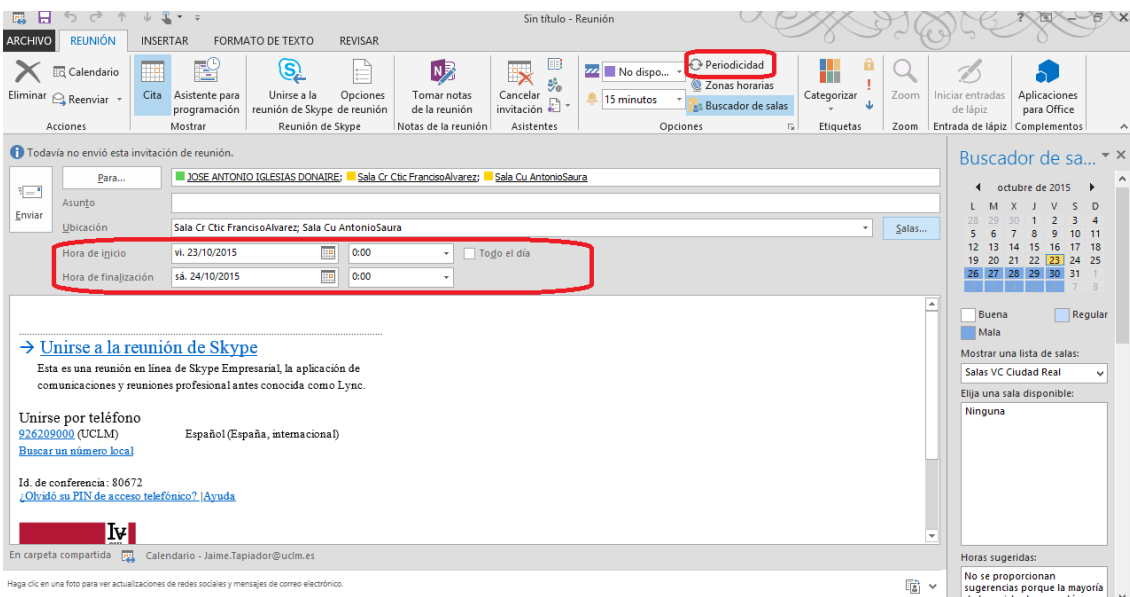 Sin título - Reunión
ARCHIVO REUNIÓN INSERTAR FORMATO DE TEXTO REVISAR
Eliminar
Calendario
Reenviar
Acciones
Cita
Asistente para
programación
Mostrar
Unirse a la
reunión de Skype
Opciones
de reunión
Reunión de Skype
Tomar notas
de la reunión
Notas de la reunión
Cancelar
invitación
Asistentes
No dispo...
15 minutos
Periodicidad
Zonas horarias
Buscador de salas
Opciones
Categorizar
Etiquetas
Zoom
Zoom
Iniciar entradas
de lápiz
Entrada de lápiz
Aplicaciones
para Office
Complementos
Todavía no envió esta invitación de reunión.
Enviar
Para... JOSE ANTONIO IGLESIAS DONAIRE; Sala Cr Ctic FrancisoAlvarez; Sala Cu AntonioSaura
Asunto
Ubicación Sala Cr Ctic FrancisoAlvarez; Sala Cu AntonioSaura Salas...
Hora de inicio vi. 23/10/2015 0:00 Todo el día
Hora de finalización sá. 24/10/2015 0:00
→ Unirse a la reunión de Skype
Esta es una reunión en línea de Skype Empresarial, la aplicación de
comunicaciones y reuniones profesional antes conocida como Lync.
Unirse por teléfono
926209000 (UCLM) Español (España, internacional)
Buscar un número local
Id. de conferencia: 80672
¿Olvidó su PIN de acceso telefónico? |Ayuda
En carpeta compartida Calendario - Jaime.Tapiador@uclm.es
Haga clic en una foto para ver actualizaciones de redes sociales y mensajes de correo electrónico.
Buscador de sa...
octubre de 2015
L M X J V S D
28 29 30 1 2 3 4
5 6 7 8 9 10 11
12 13 14 15 16 17 18
19 20 21 22 23 24 25
26 27 28 29 30 31 1
7 8
Buena Regular
Mala
Mostrar una lista de salas:
Salas VC Ciudad Real
Elija una sala disponible:
Ninguna
Horas sugeridas:
No se proporcionan
sugerencias porque la mayoría